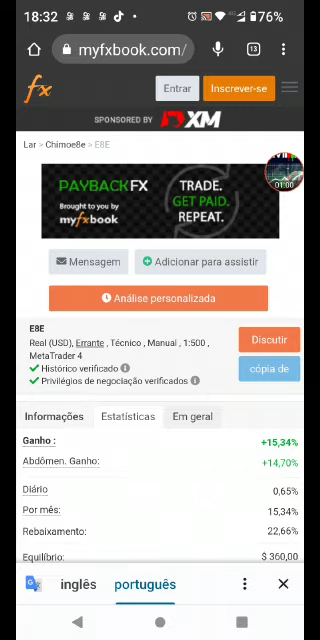 18:32
76%
myfxbook.com/
13
fx
Entrar
Inscrever-se
SPONSORED BY XM
Lar > Chimoe8e > E8E
PAYBACKFX
Brought to you by
myfxbook
TRADE.
GET PAID.
REPEAT.
01:00
Mensagem
Adicionar para assistir
Análise personalizada
E8E
Real (USD), Errante , Técnico , Manual , 1:500 ,
MetaTrader 4
Histórico verificado
Privilégios de negociação verificados
Discutir
cópia de
Informações Estatísticas Em geral
Ganho : +15,34%
Abdômen. Ganho: +14,70%
Diário 0,65%
Por mês: 15,34%
Rebaixamento: 22,66%
Equilíbrio: $ 360,00
inglês português